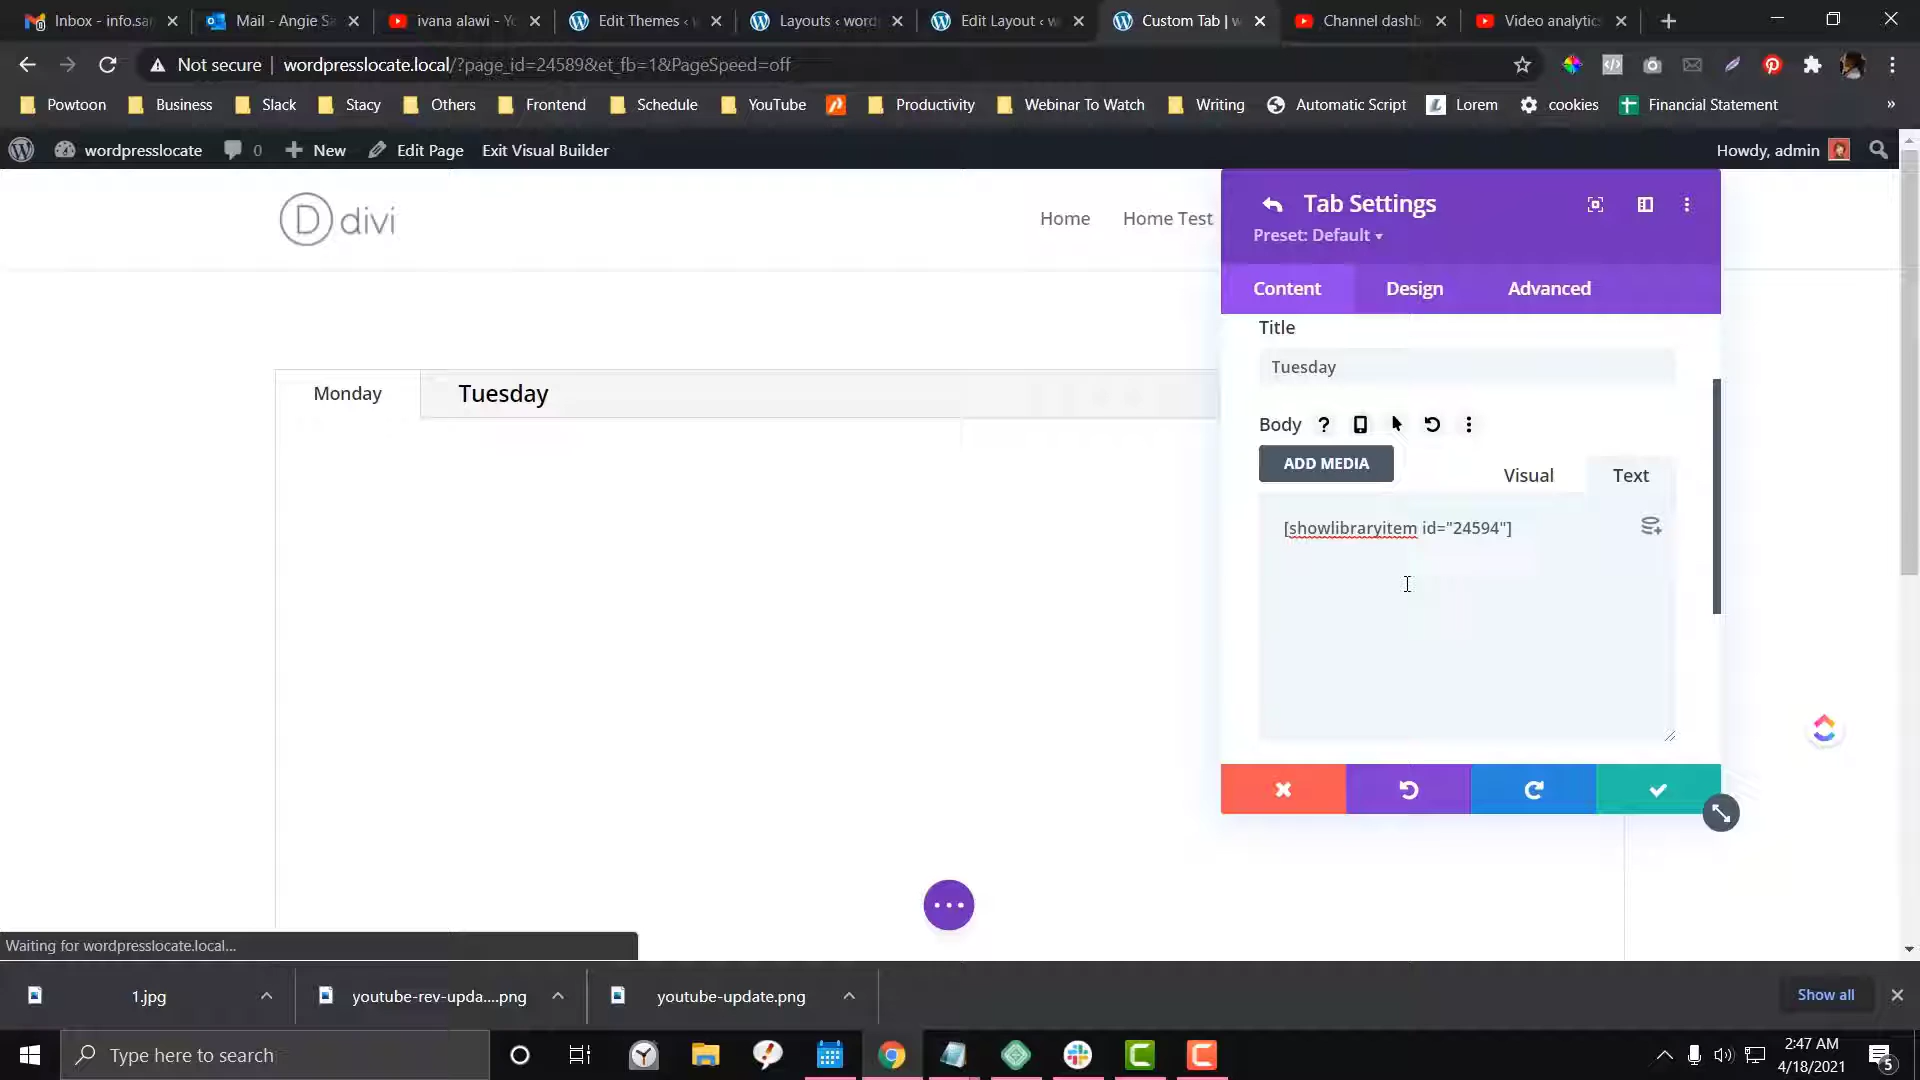 Inbox - info.sar
Mail - Angie Sa
ivana alawi - Yo
Edit Themes ‹ w
Layouts ‹ wordp
Edit Layout ‹ w
Custom Tab | w
Channel dashb
Video analytics
Not secure | wordpresslocate.local/?page_id=24589&et_fb=1&PageSpeed=off
Powtoon
Business
Slack
Stacy
Others
Frontend
Schedule
YouTube
Productivity
Webinar To Watch
Writing
Automatic Script
Lorem
cookies
Financial Statement
»
wordpresslocate
0
New
Edit Page
Exit Visual Builder
Howdy, admin
D divi
Home
Home Test
Tab Settings
Preset: Default
Content
Design
Advanced
Title
Tuesday
Monday
Tuesday
Body
ADD MEDIA
Visual
Text
[showlibraryitem id="24594"]
Waiting for wordpresslocate.local...
1.jpg
youtube-rev-upda....png
youtube-update.png
Show all
Type here to search
2:47 AM
4/18/2021
5